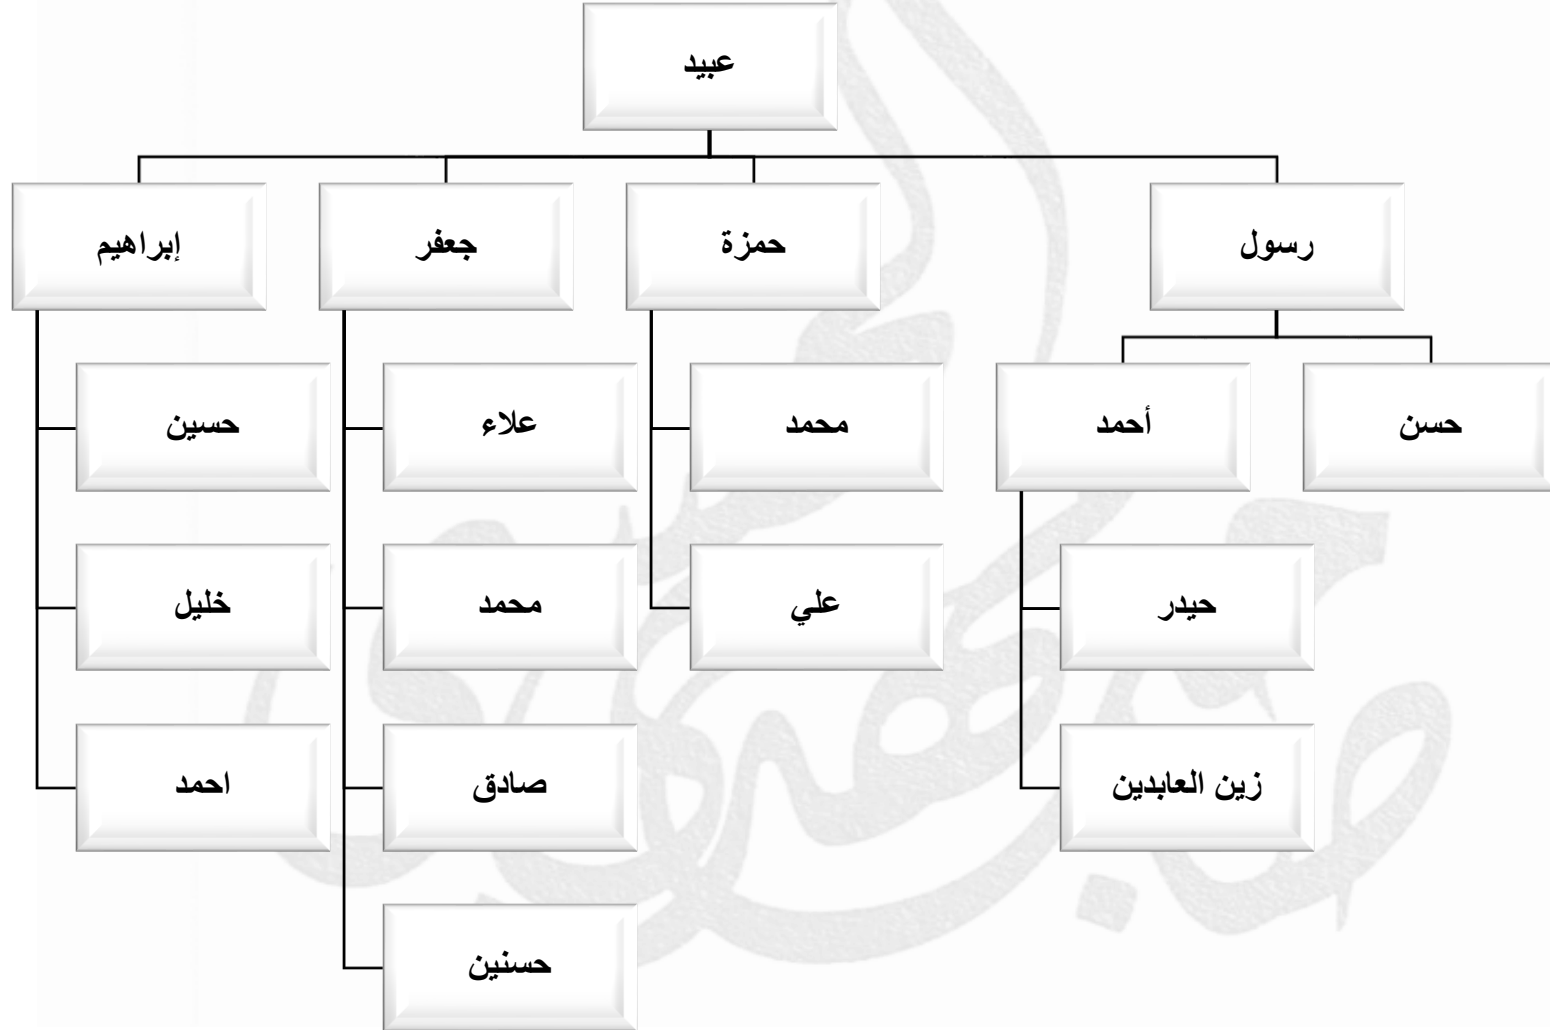 عبيد
رسول
حمزة
جعفر
إبراهيم
حسن
أحمد
محمد
علاء
حسين
حيدر
علي
محمد
خليل
زين العابدين
صادق
احمد
حسنين